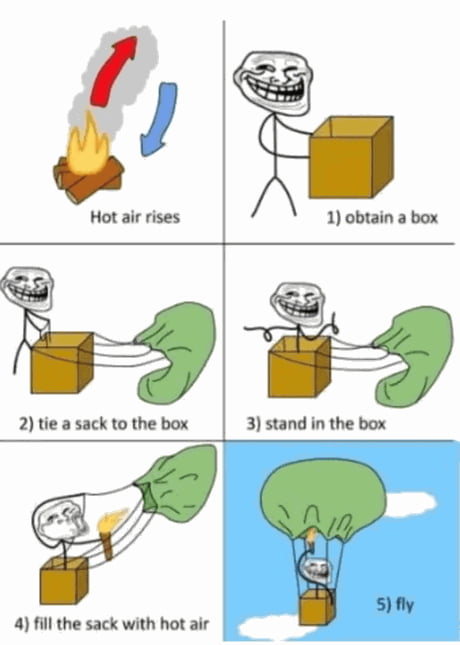 Hot air rises
1) obtain a box
2) tie a sack to the box
3) stand in the box
4) fill the sack with hot air
5) fly